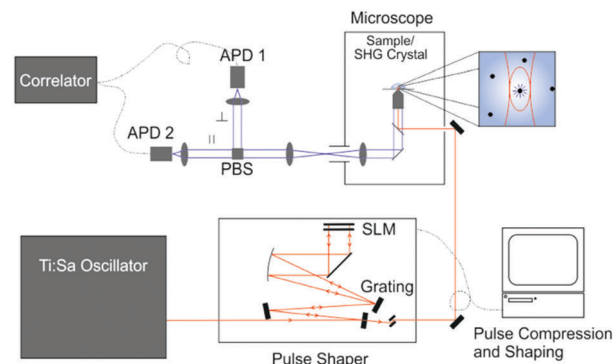 Microscope
Sample/
SHG Crystal
APD 1
Correlator
⊥
||
APD 2
PBS
SLM
Ti:Sa Oscillator
Grating
Pulse Compression
and Shaping
Pulse Shaper